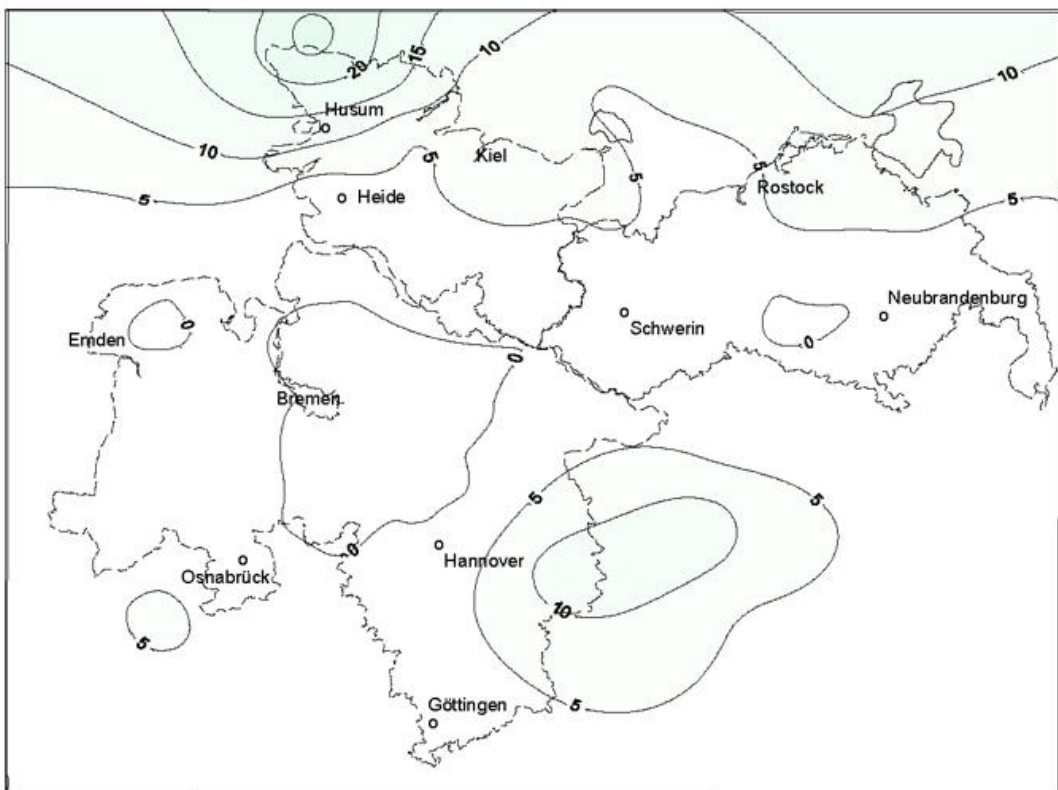 10
15
10
20
Husum
10
5
Kiel
5
5
Rostock
5
Heide
5
0
Emden
Neubrandenburg
Schwerin
0
0
Bremen
5
5
0
Hannover
Osnabrück
10
5
Göttingen
5